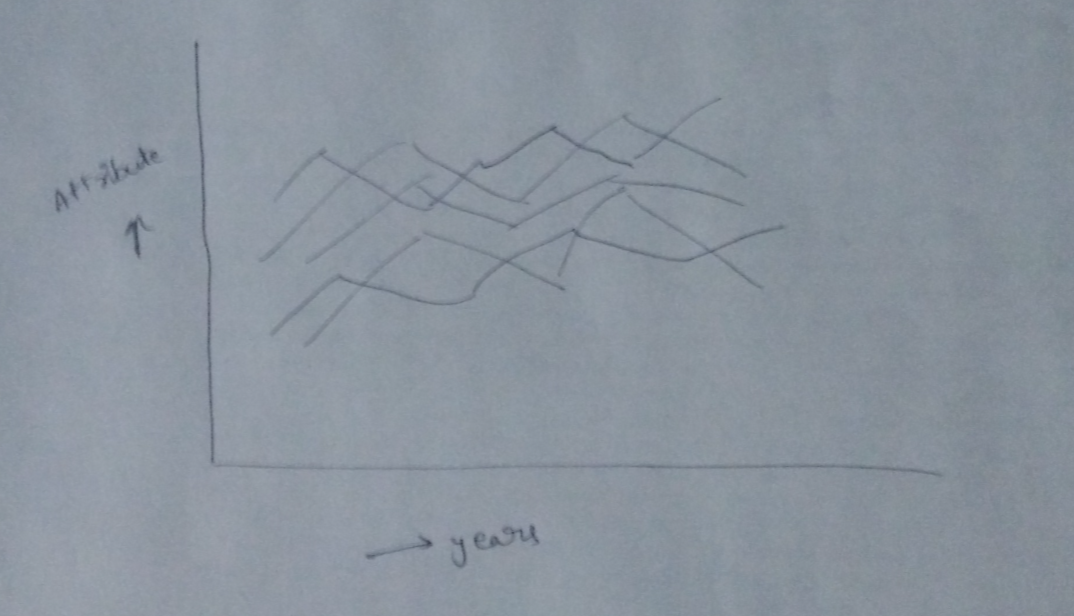 Attribute
↑
→ years